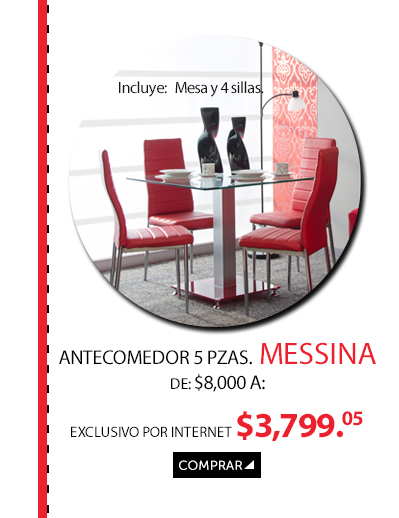 Incluye: Mesa y 4 sillas.
ANTECOMEDOR 5 PZAS. MESSINA
DE: $8,000 A:
EXCLUSIVO POR INTERNET $3,799.05
COMPRAR